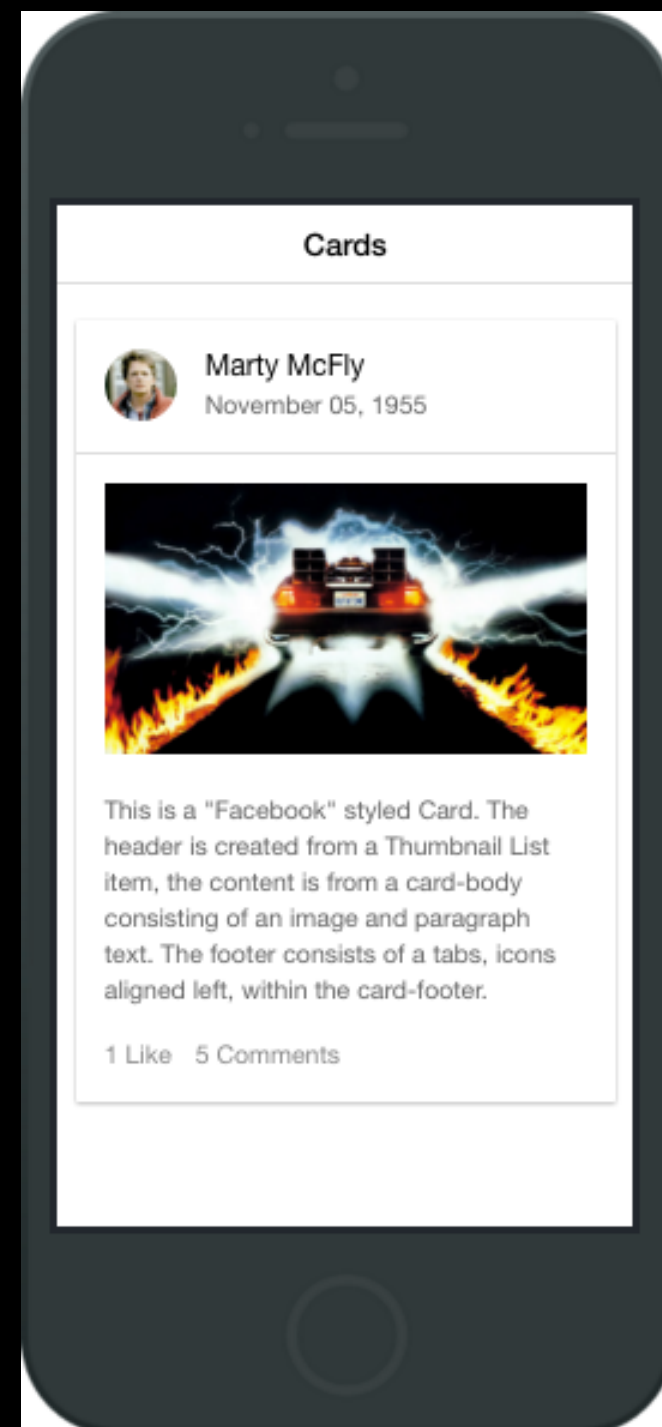 Cards
Marty McFly
November 05, 1955
This is a "Facebook" styled Card. The
header is created from a Thumbnail List
item, the content is from a card-body
consisting of an image and paragraph
text. The footer consists of a tabs, icons
aligned left, within the card-footer.
1 Like 5 Comments